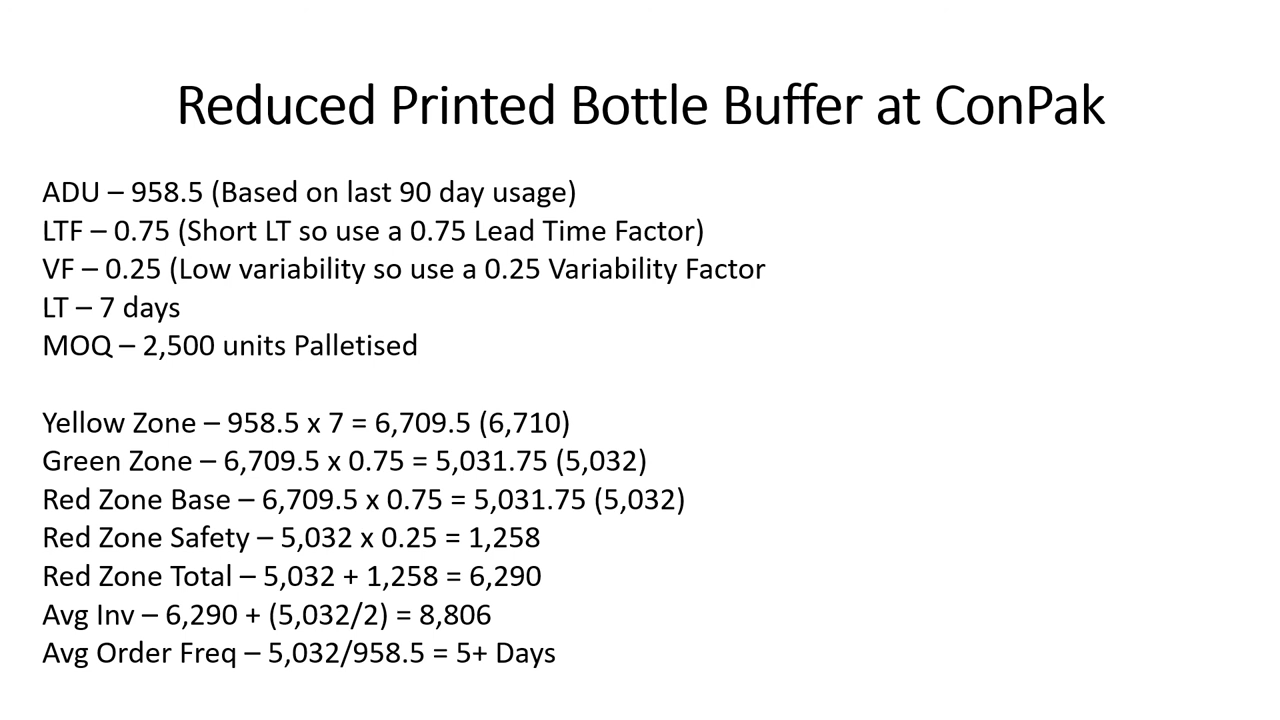 Reduced Printed Bottle Buffer at ConPak
ADU – 958.5 (Based on last 90 day usage)
LTF – 0.75 (Short LT so use a 0.75 Lead Time Factor)
VF – 0.25 (Low variability so use a 0.25 Variability Factor
LT – 7 days
MOQ – 2,500 units Palletised
Yellow Zone – 958.5 x 7 = 6,709.5 (6,710)
Green Zone – 6,709.5 x 0.75 = 5,031.75 (5,032)
Red Zone Base – 6,709.5 x 0.75 = 5,031.75 (5,032)
Red Zone Safety – 5,032 x 0.25 = 1,258
Red Zone Total – 5,032 + 1,258 = 6,290
Avg Inv – 6,290 + (5,032/2) = 8,806
Avg Order Freq – 5,032/958.5 = 5+ Days